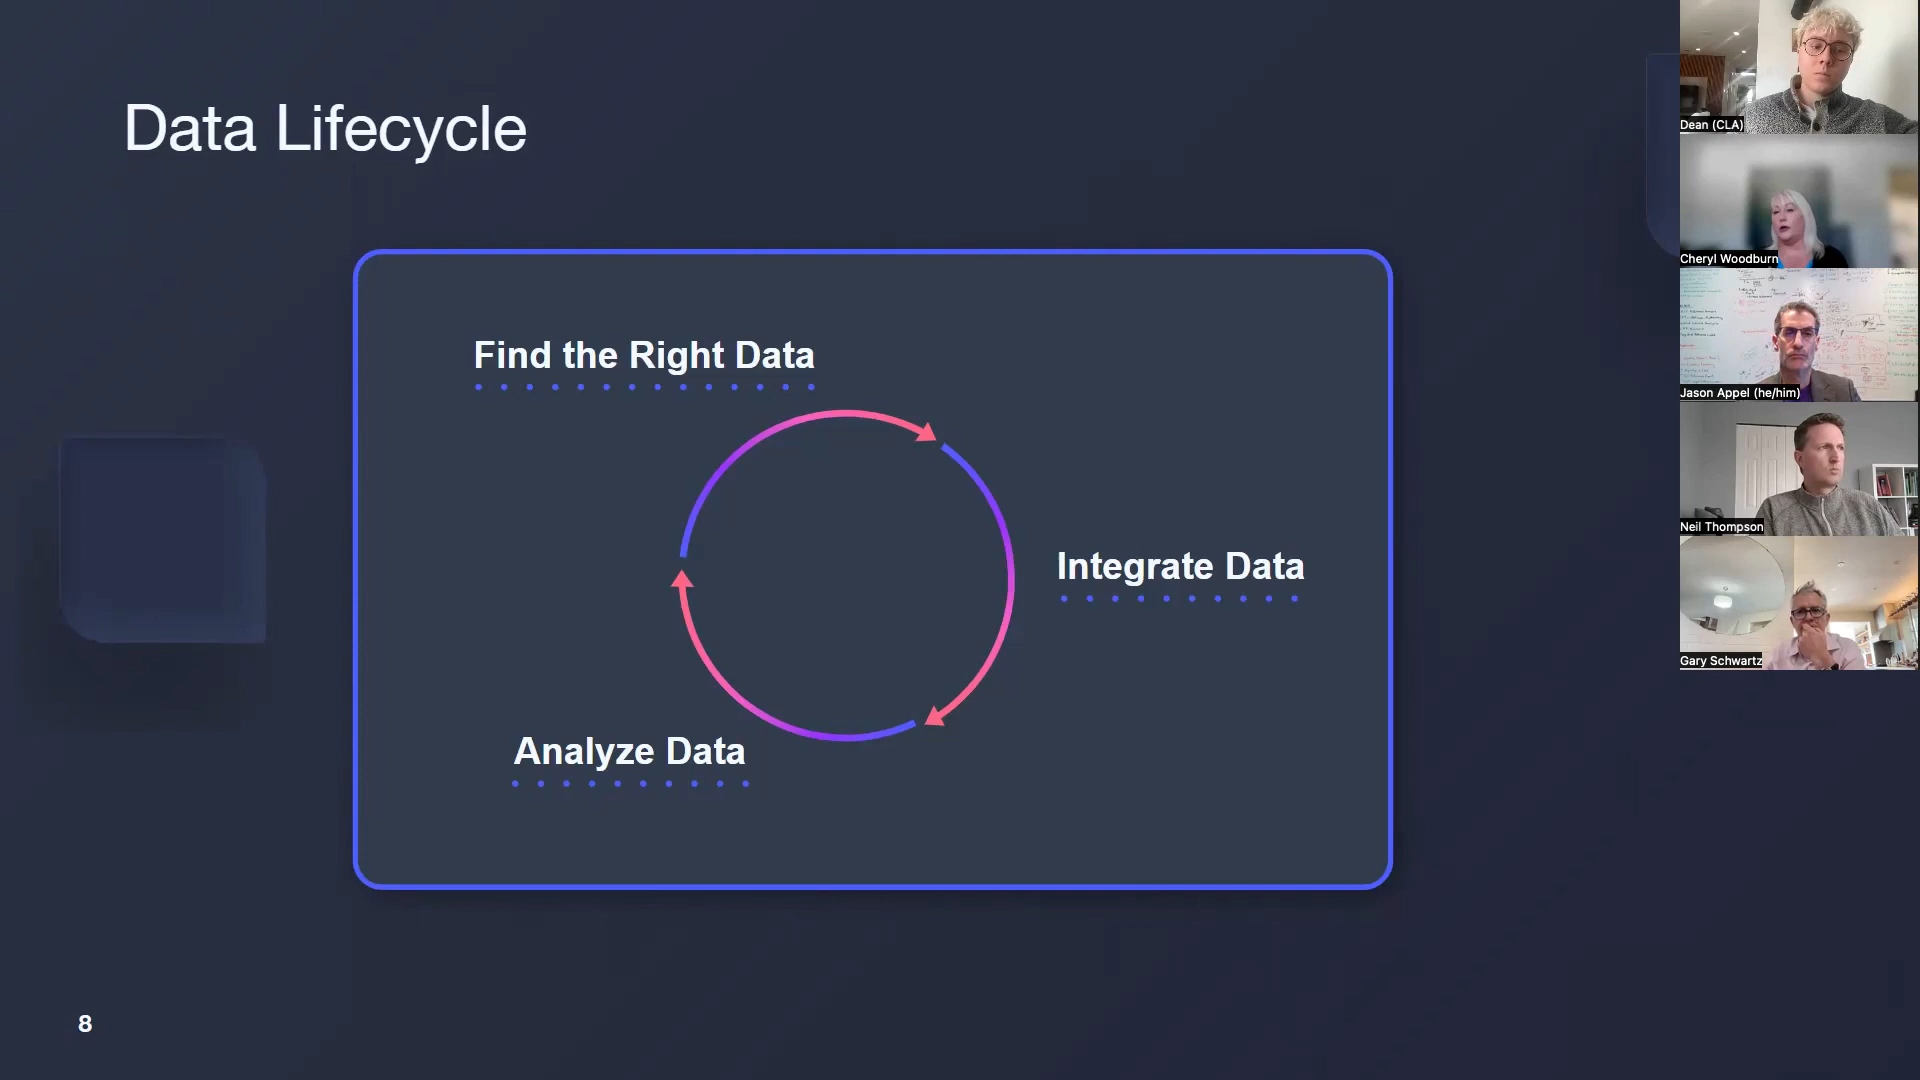 Data Lifecycle
Find the Right Data
Integrate Data
Analyze Data
8
Dean (CLA)
Cheryl Woodburn
Jason Appel (he/him)
Neil Thompson
Gary Schwartz